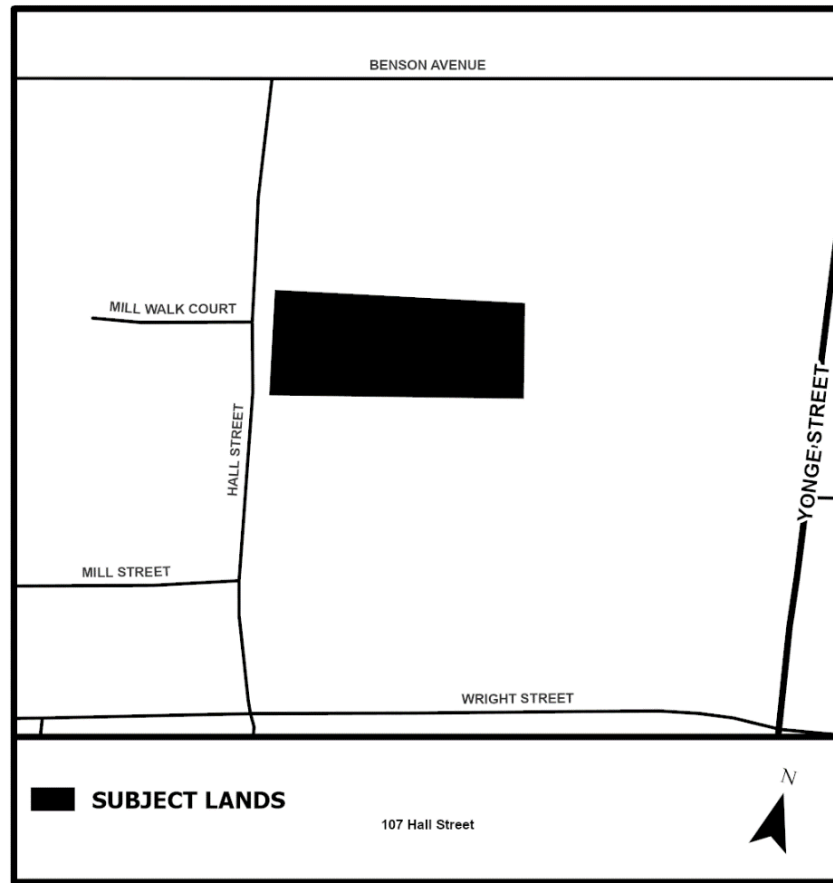 BENSON AVENUE
MILL WALK COURT
HALL STREET
YONGE STREET
MILL STREET
WRIGHT STREET
N
SUBJECT LANDS
107 Hall Street